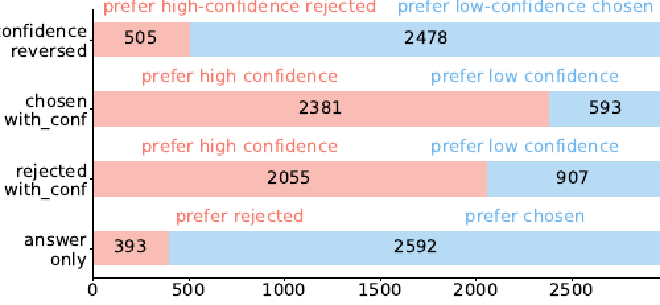 prefer high-confidence rejected prefer low-confidence chosen
confidence
reversed
505 2478
prefer high confidence prefer low confidence
chosen
with_conf
2381 593
prefer high confidence prefer low confidence
rejected
with_conf
2055 907
prefer rejected prefer chosen
answer
only
393 2592
0 500 1000 1500 2000 2500